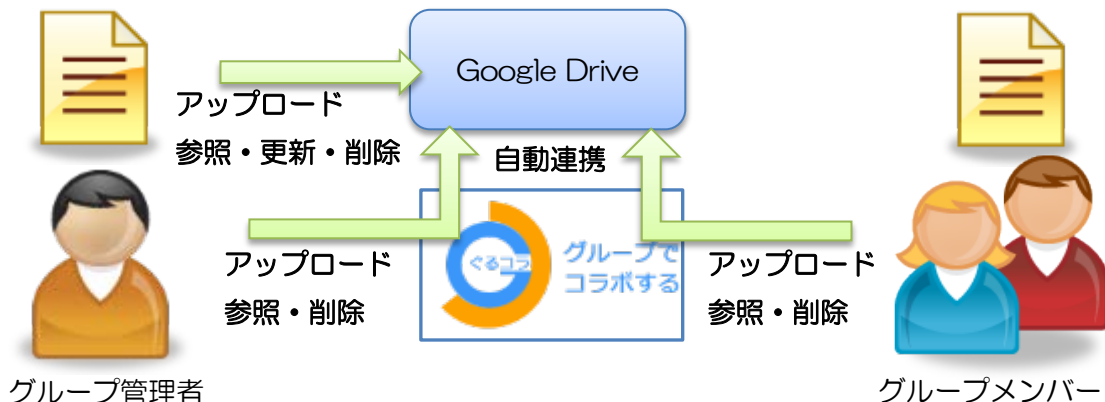 Google Drive
アップロード
参照・更新・削除
自動連携
アップロード
参照・削除
ぐるコラ
グループで
コラボする
アップロード
参照・削除
グループ管理者
グループメンバー